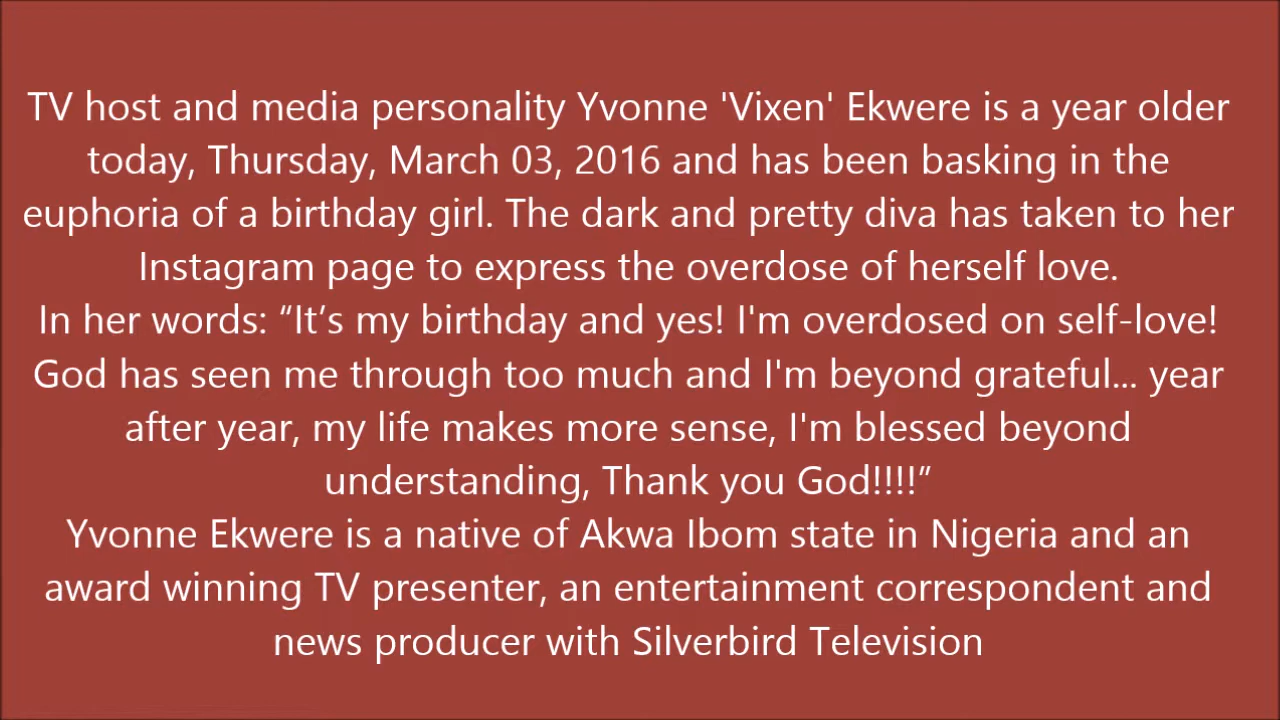 TV host and media personality Yvonne 'Vixen' Ekwere is a year older
today, Thursday, March 03, 2016 and has been basking in the
euphoria of a birthday girl. The dark and pretty diva has taken to her
Instagram page to express the overdose of herself love.
In her words: “It’s my birthday and yes! I'm overdosed on self-love!
God has seen me through too much and I'm beyond grateful... year
after year, my life makes more sense, I'm blessed beyond
understanding, Thank you God!!!!”
Yvonne Ekwere is a native of Akwa Ibom state in Nigeria and an
award winning TV presenter, an entertainment correspondent and
news producer with Silverbird Television